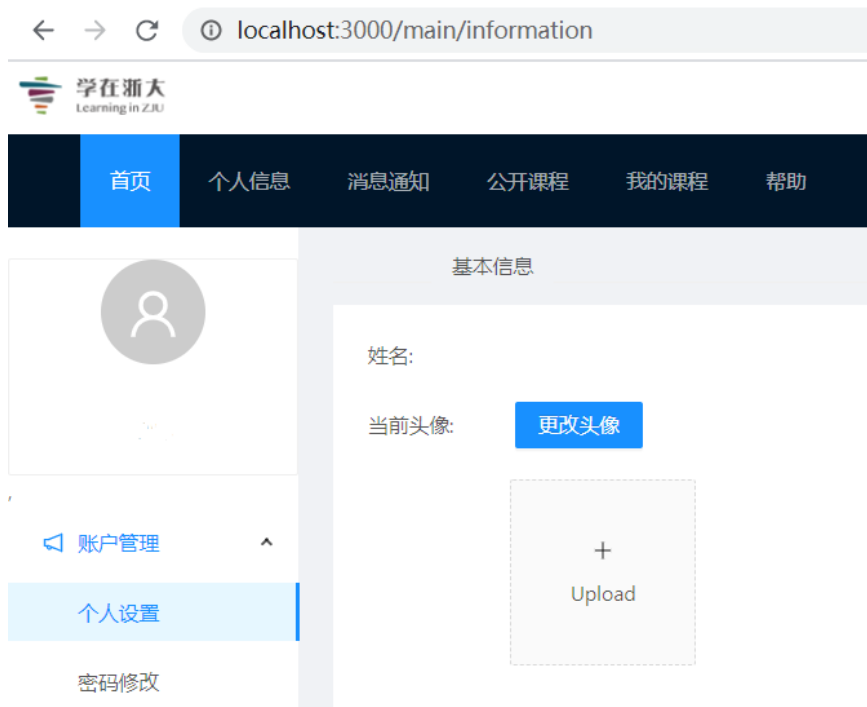 localhost:3000/main/information
学在浙大
Learning in ZJU
首页 个人信息 消息通知 公开课程 我的课程 帮助
基本信息
姓名:
当前头像: 更改头像
+
Upload
,
账户管理
个人设置
密码修改